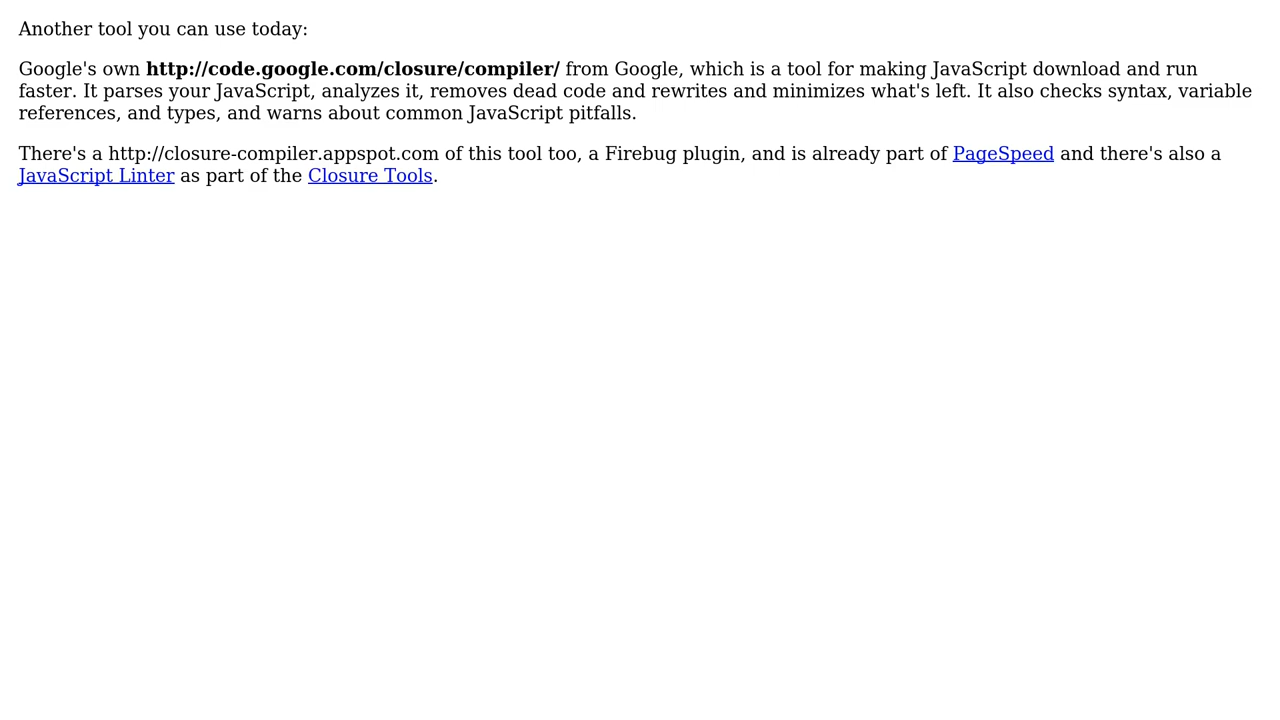 Another tool you can use today:
Google's own http://code.google.com/closure/compiler/ from Google, which is a tool for making JavaScript download and run
faster. It parses your JavaScript, analyzes it, removes dead code and rewrites and minimizes what's left. It also checks syntax, variable
references, and types, and warns about common JavaScript pitfalls.
There's a http://closure-compiler.appspot.com of this tool too, a Firebug plugin, and is already part of PageSpeed and there's also a
JavaScript Linter as part of the Closure Tools.